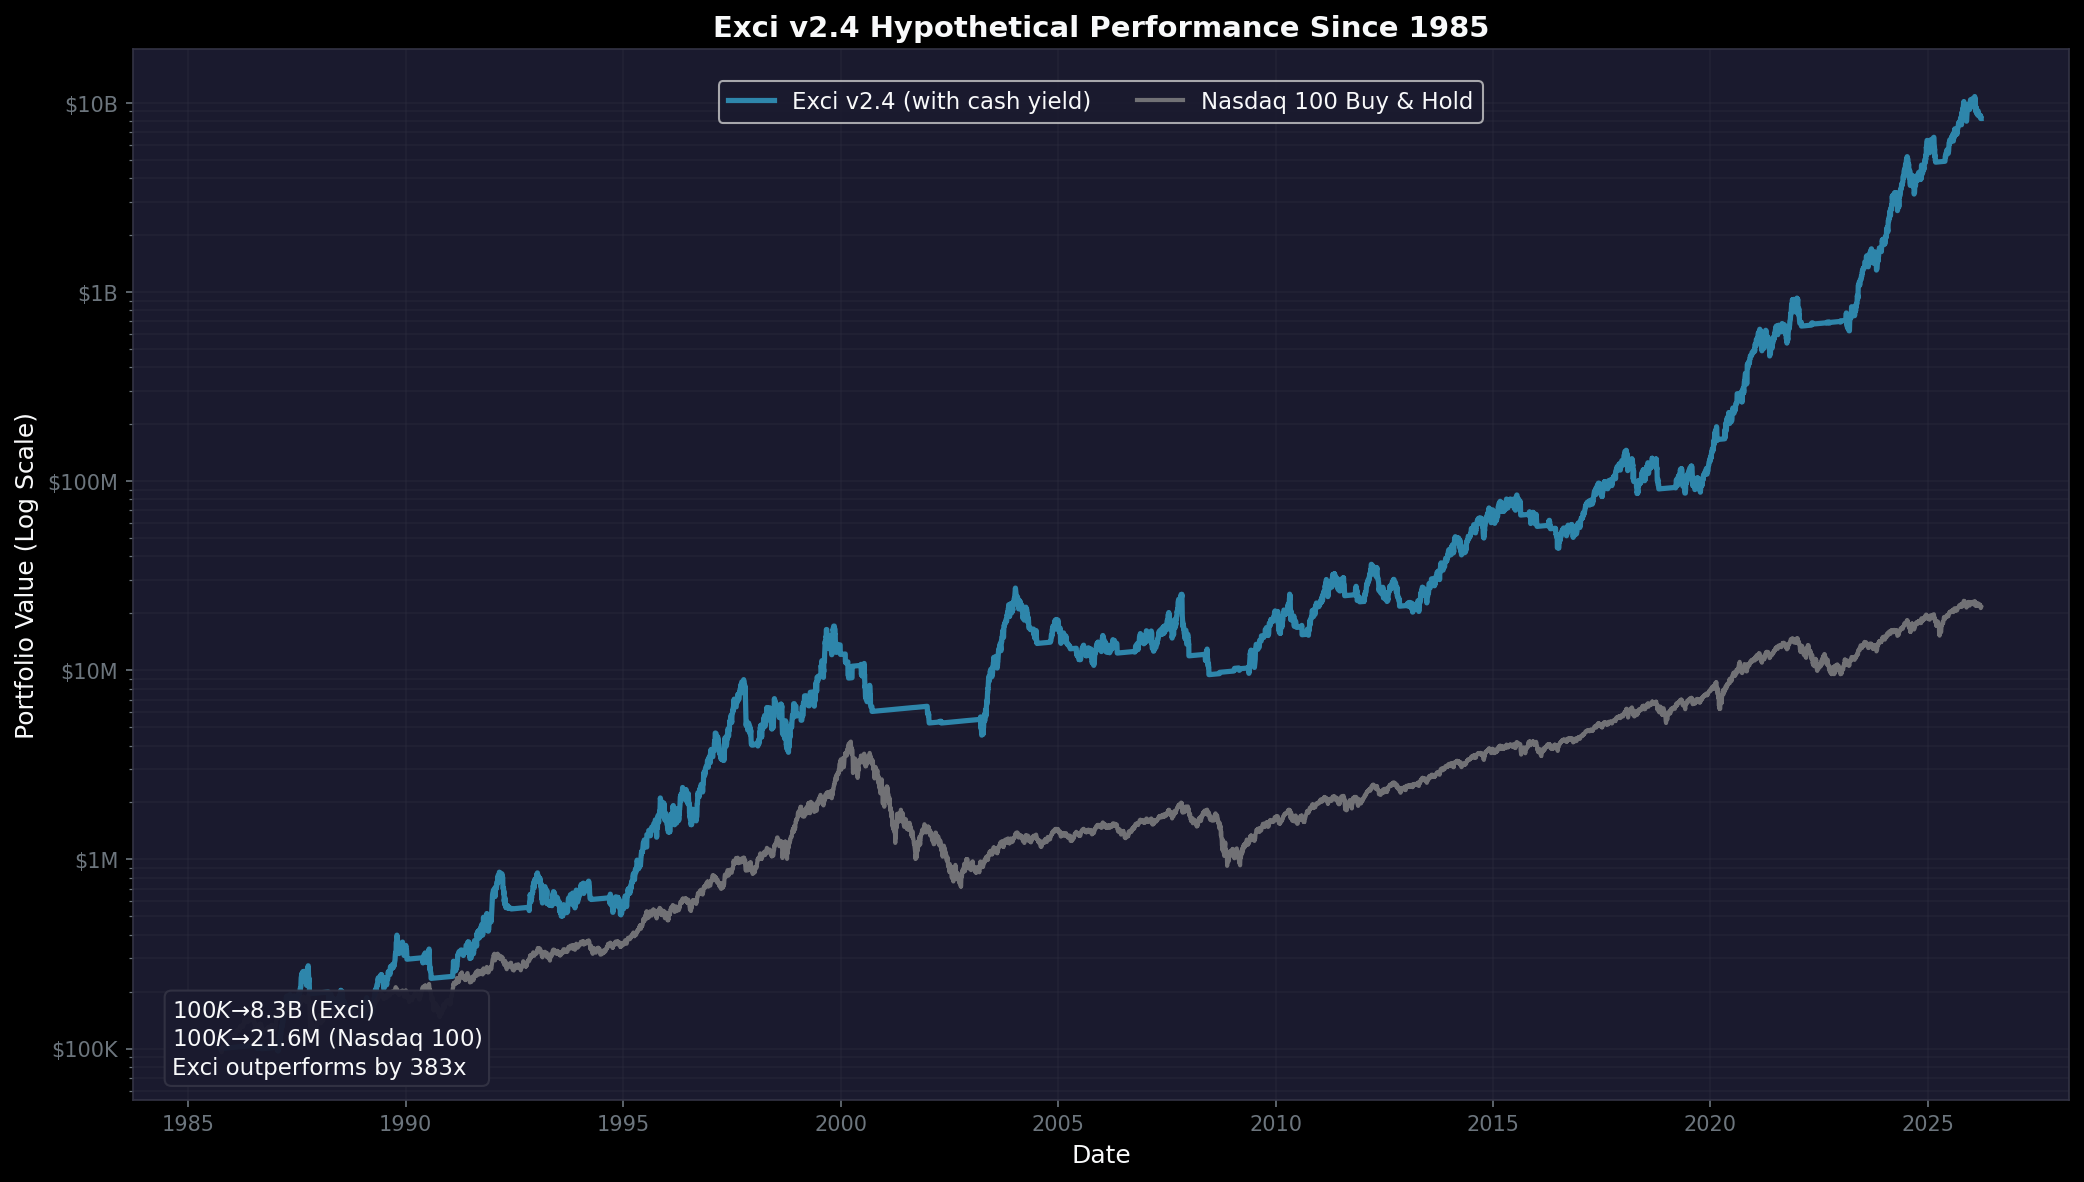 Exci v2.4 Hypothetical Performance Since 1985
Exci v2.4 (with cash yield)
Nasdaq 100 Buy & Hold
Portfolio Value (Log Scale)
$10B
$1B
$100M
$10M
$1M
$100K
100K→8.3B (Exci)
100K→21.6M (Nasdaq 100)
Exci outperforms by 383x
1985
1990
1995
2000
2005
2010
2015
2020
2025
Date